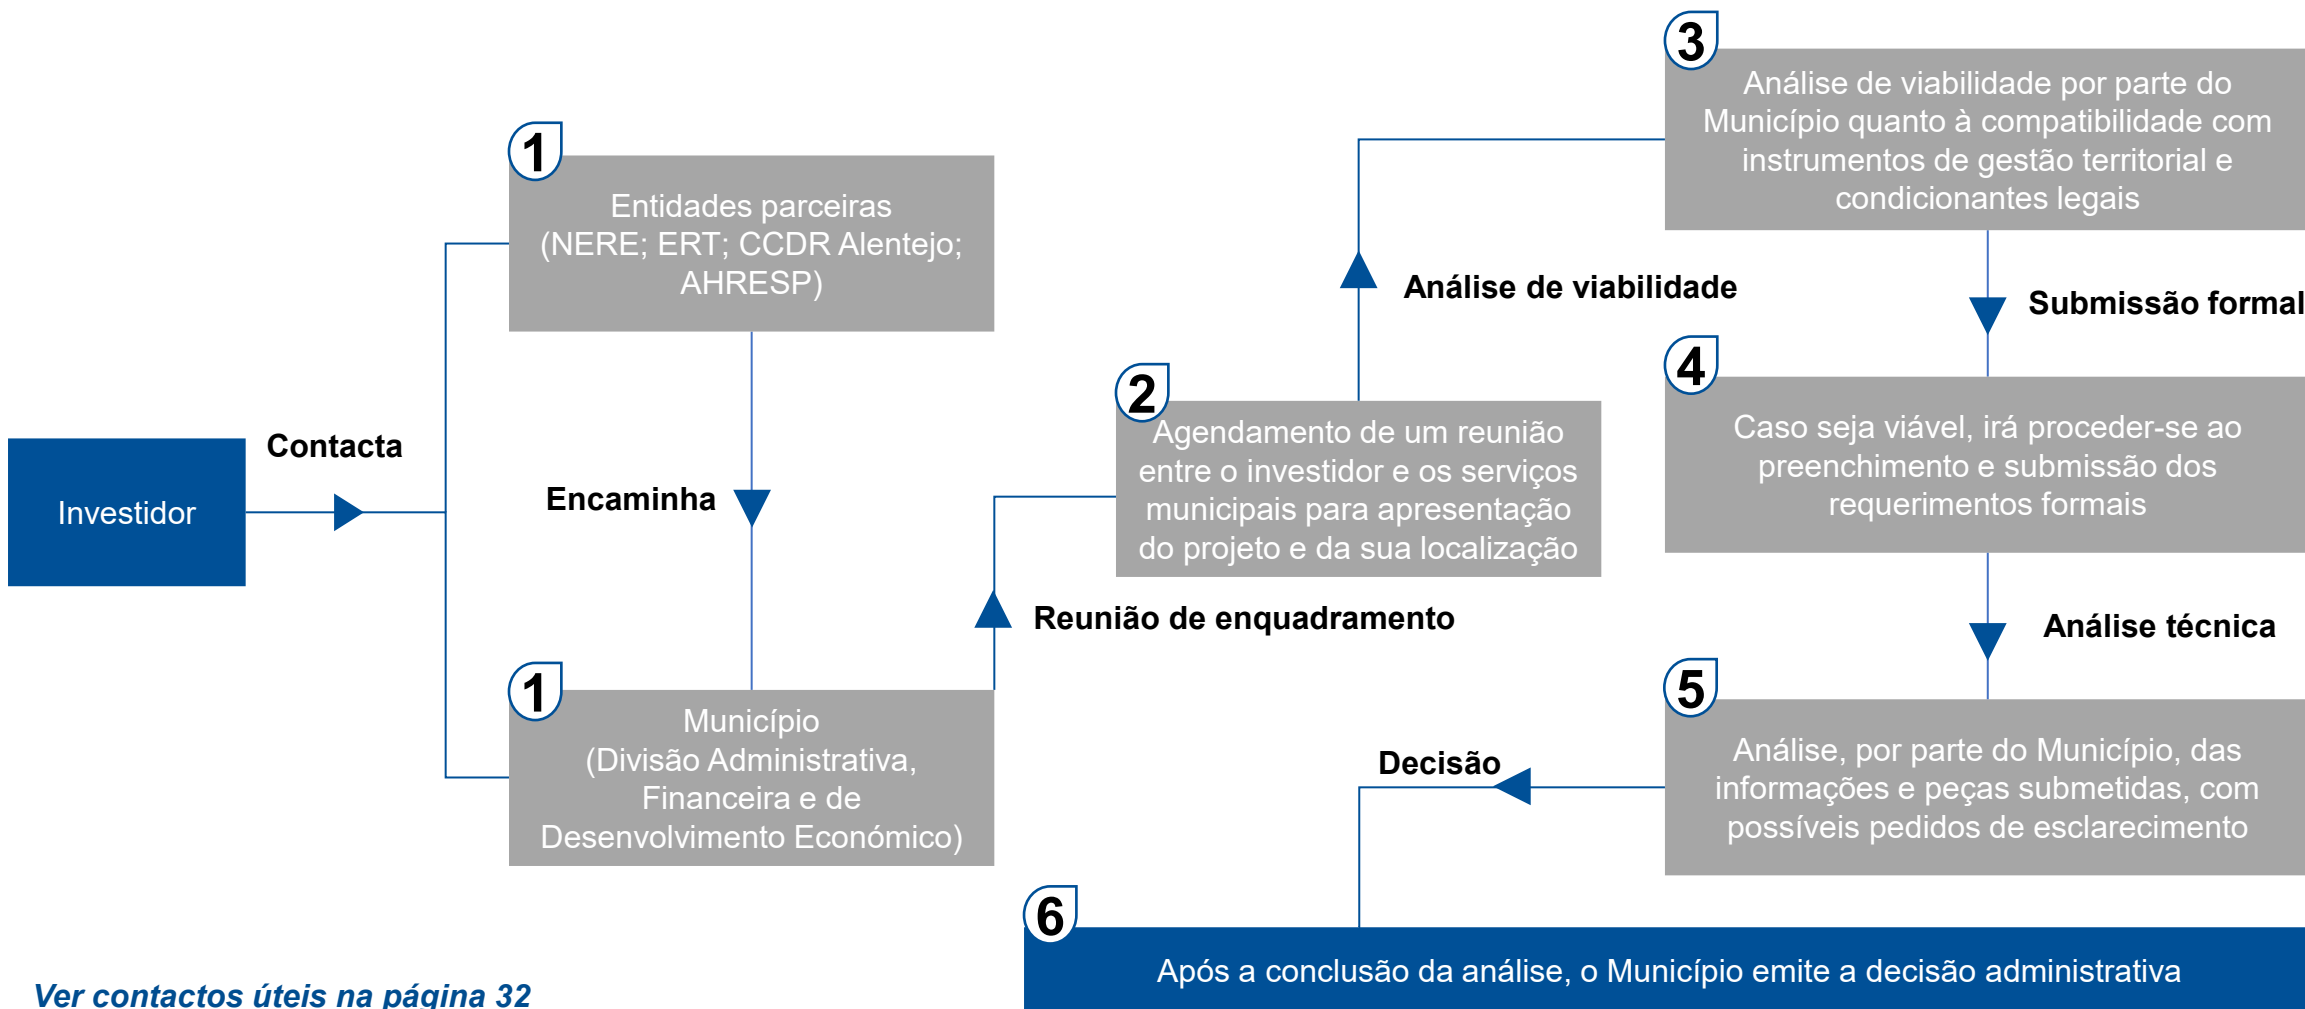 Investidor
Contacta
1
Entidades parceiras
(NERE; ERT; CCDR Alentejo;
AHRESP)
Encaminha
1
Município
(Divisão Administrativa,
Financeira e de
Desenvolvimento Económico)
Reunião de enquadramento
2
Agendamento de um reunião
entre o investidor e os serviços
municipais para apresentação
do projeto e da sua localização
Análise de viabilidade
3
Análise de viabilidade por parte do
Município quanto à compatibilidade com
instrumentos de gestão territorial e
condicionantes legais
Submissão formal
4
Caso seja viável, irá proceder-se ao
preenchimento e submissão dos
requerimentos formais
Análise técnica
5
Análise, por parte do Município, das
informações e peças submetidas, com
possíveis pedidos de esclarecimento
Decisão
6
Após a conclusão da análise, o Município emite a decisão administrativa
Ver contactos úteis na página 32